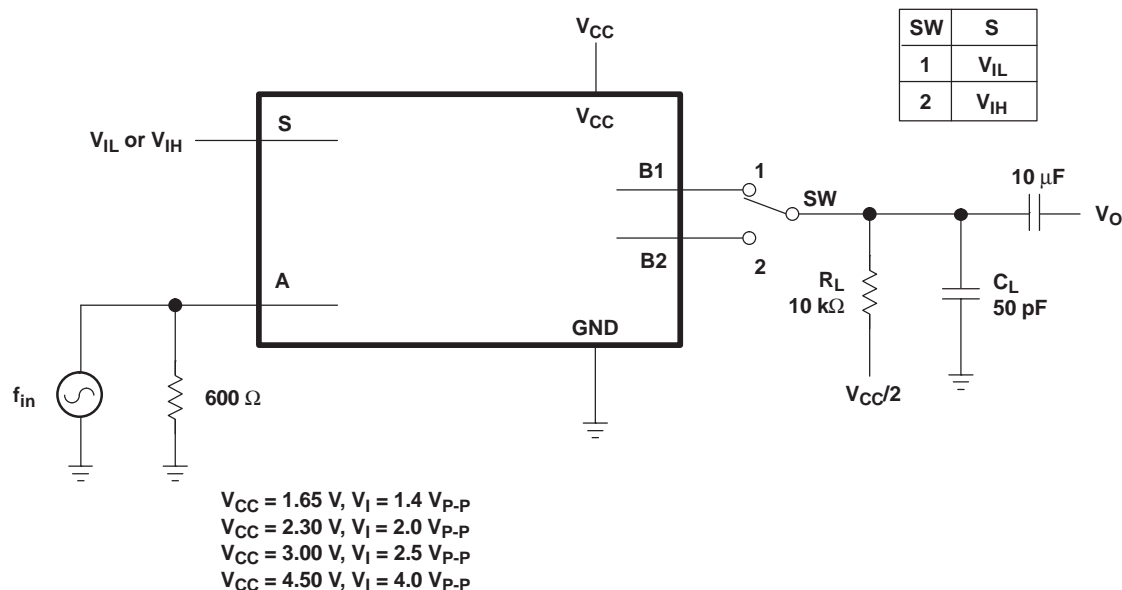 V_CC
SW S
1 V_IL
2 V_IH
V_CC
S
V_IL or V_IH
B1
1
SW
10 μF
V_O
B2
2
A
R_L
10 kΩ
C_L
50 pF
GND
f_in
600 Ω
V_CC/2
V_CC = 1.65 V, V_I = 1.4 V_P-P
V_CC = 2.30 V, V_I = 2.0 V_P-P
V_CC = 3.00 V, V_I = 2.5 V_P-P
V_CC = 4.50 V, V_I = 4.0 V_P-P